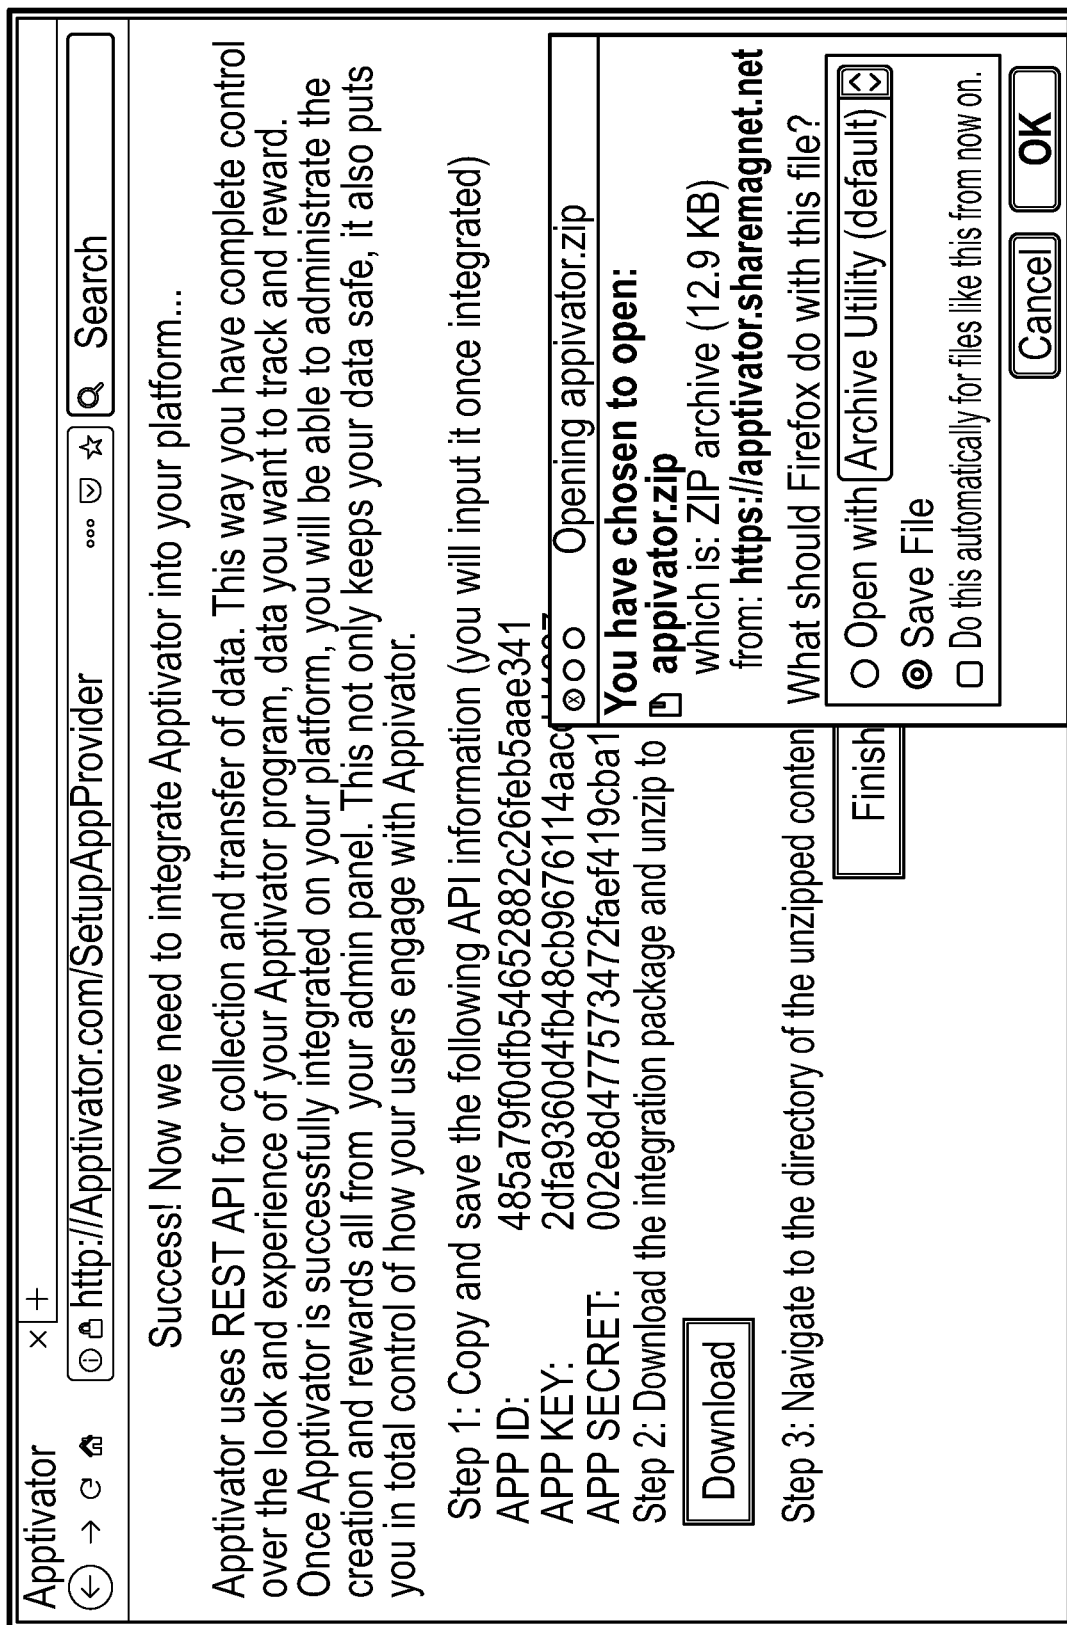 Apptivator
http://Apptivator.com/SetupAppProvider
Search
Success! Now we need to integrate Apptivator into your platform...
Apptivator uses REST API for collection and transfer of data. This way you have complete control
over the look and experience of your Apptivator program, data you want to track and reward.
Once Apptivator is successfully integrated on your platform, you will be able to administrate the
creation and rewards all from your admin panel. This not only keeps your data safe, it also puts
you in total control of how your users engage with Appivator.
Step 1: Copy and save the following API information (you will input it once integrated)
APP ID: 485a79f0dfb54652882c26feb5aae341
APP KEY: 2dfa9360d4fb48cb9676114aac
APP SECRET: 002e8d477573472faef419cba1
Step 2: Download the integration package and unzip to
Download
Step 3: Navigate to the directory of the unzipped conten
Finish
Opening appivator.zip
You have chosen to open:
appivator.zip
which is: ZIP archive (12.9 KB)
from: https://apptivator.sharemagnet.net
What should Firefox do with this file?
Open with Archive Utility (default)
Save File
Do this automatically for files like this from now on.
Cancel OK